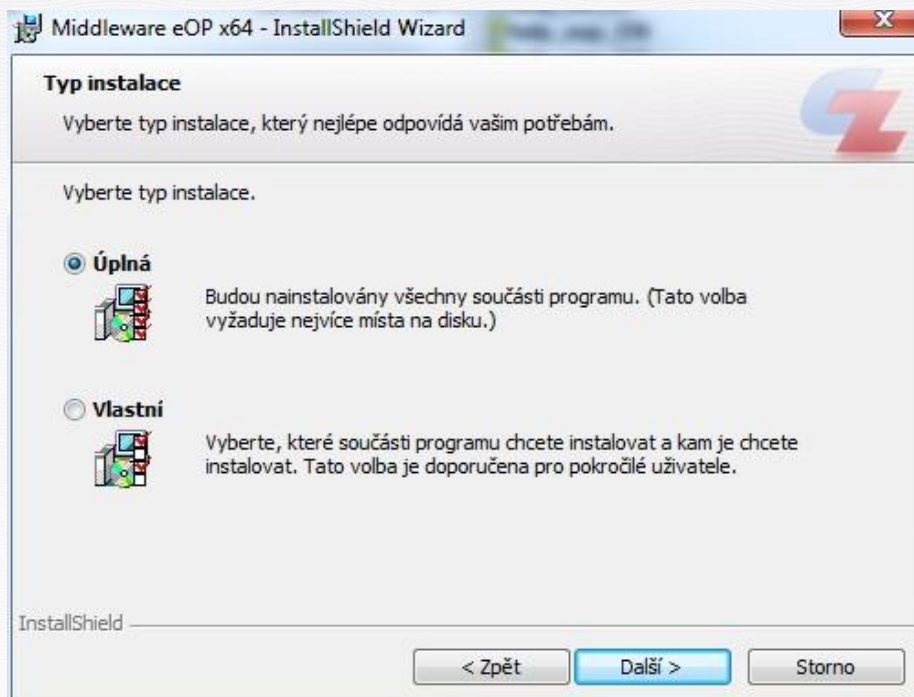 Middleware eOP x64 - InstallShield Wizard
Typ instalace
Vyberte typ instalace, který nejlépe odpovídá vašim potřebám.
CZ
Vyberte typ instalace.
Úplná
Budou nainstalovány všechny součásti programu. (Tato volba
vyžaduje nejvíce místa na disku.)
Vlastní
Vyberte, které součásti programu chcete instalovat a kam je chcete
instalovat. Tato volba je doporučena pro pokročilé uživatele.
InstallShield
< Zpět
Další >
Storno